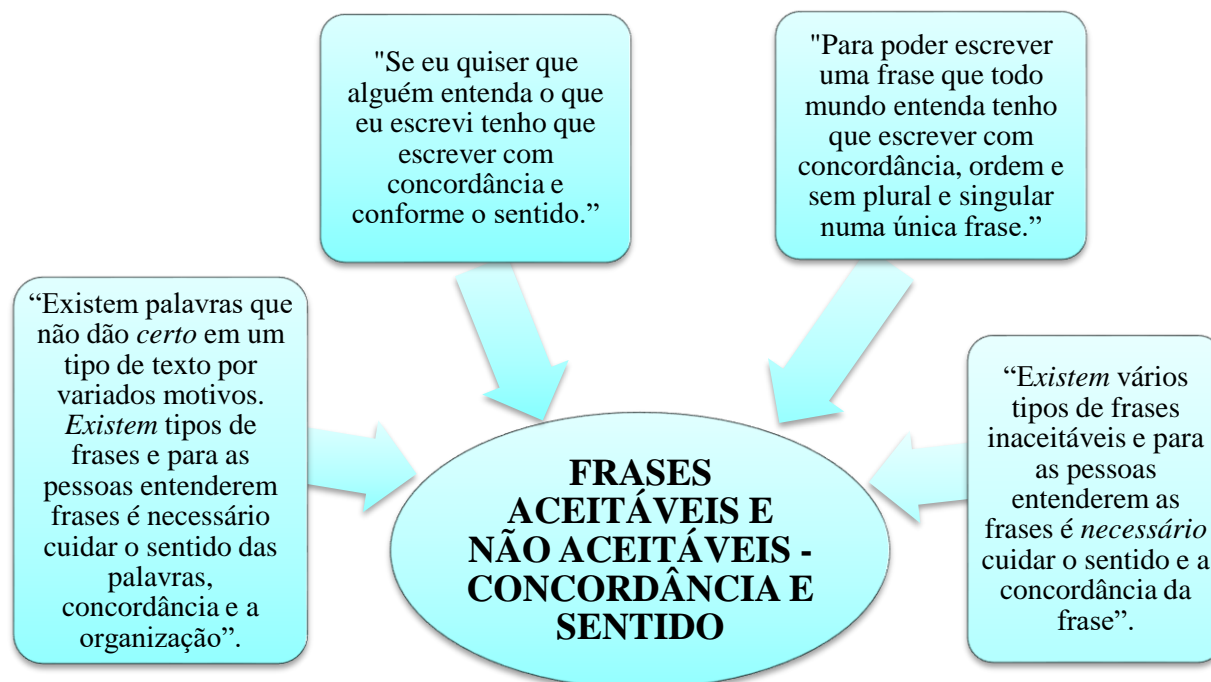 "Se eu quiser que
alguém entenda o que
eu escrevi tenho que
escrever com
concordância e
conforme o sentido.”
"Para poder escrever
uma frase que todo
mundo entenda tenho
que escrever com
concordância, ordem e
sem plural e singular
numa única frase.”
“Existem palavras que
não dão certo em um
tipo de texto por
variados motivos.
Existem tipos de
frases e para as
pessoas entenderem
frases é necessário
cuidar o sentido das
palavras,
concordância e a
organização”.
“Existem vários
tipos de frases
inaceitáveis e para
as pessoas
entenderem as
frases é necessário
cuidar o sentido e a
concordância da
frase”.
FRASES
ACEITÁVEIS E
NÃO ACEITÁVEIS -
CONCORDÂNCIA E
SENTIDO